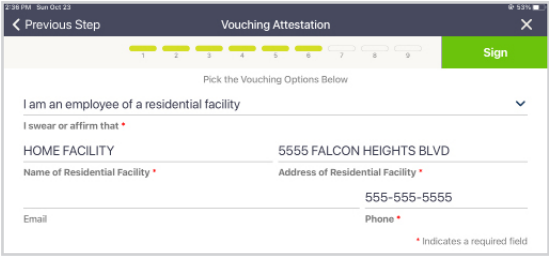 2:36 PM Sun Oct 23 53%
Previous Step Vouching Attestation
1 2 3 4 5 6 7 8 9 Sign
Pick the Vouching Options Below
I am an employee of a residential facility
I swear or affirm that *
HOME FACILITY 5555 FALCON HEIGHTS BLVD
Name of Residential Facility * Address of Residential Facility *
555-555-5555
Email Phone *
* Indicates a required field